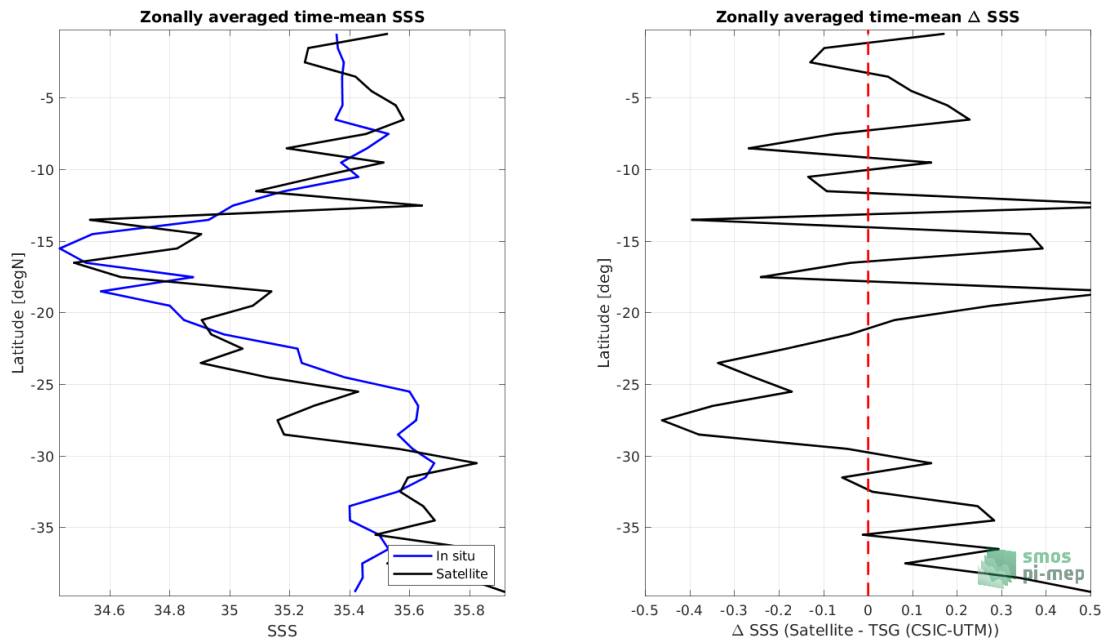 Zonally averaged time-mean SSS
Latitude [degN]
-5
-10
-15
-20
-25
-30
-35
34.6 34.8 35 35.2 35.4 35.6 35.8
SSS
In situ
Satellite
Zonally averaged time-mean Δ SSS
Latitude [deg]
-5
-10
-15
-20
-25
-30
-35
-0.5 -0.4 -0.3 -0.2 -0.1 0 0.1 0.2 0.3 0.4 0.5
Δ SSS (Satellite - TSG (CSIC-UTM))
smos
pi-mep